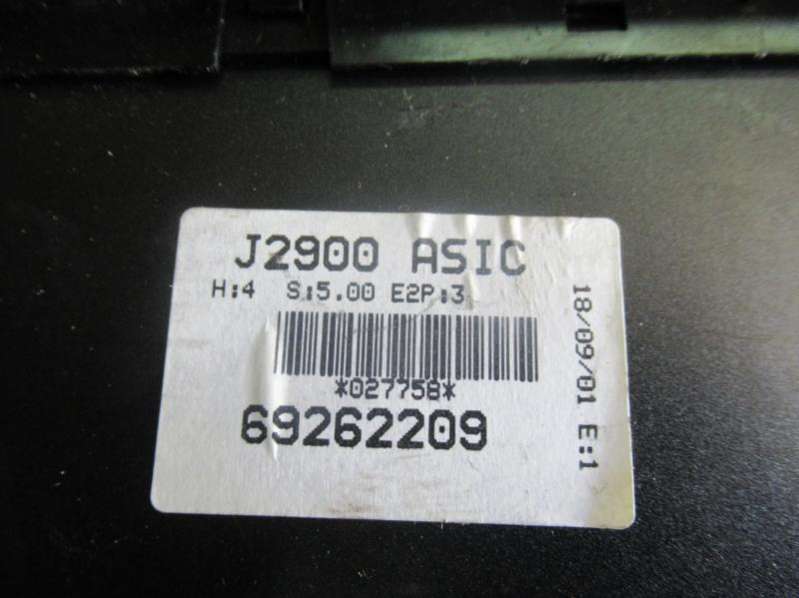 J2900 ASIC
H:4 S:5.00 E2P:3
*027758*
69262209
18/09/01 E:1